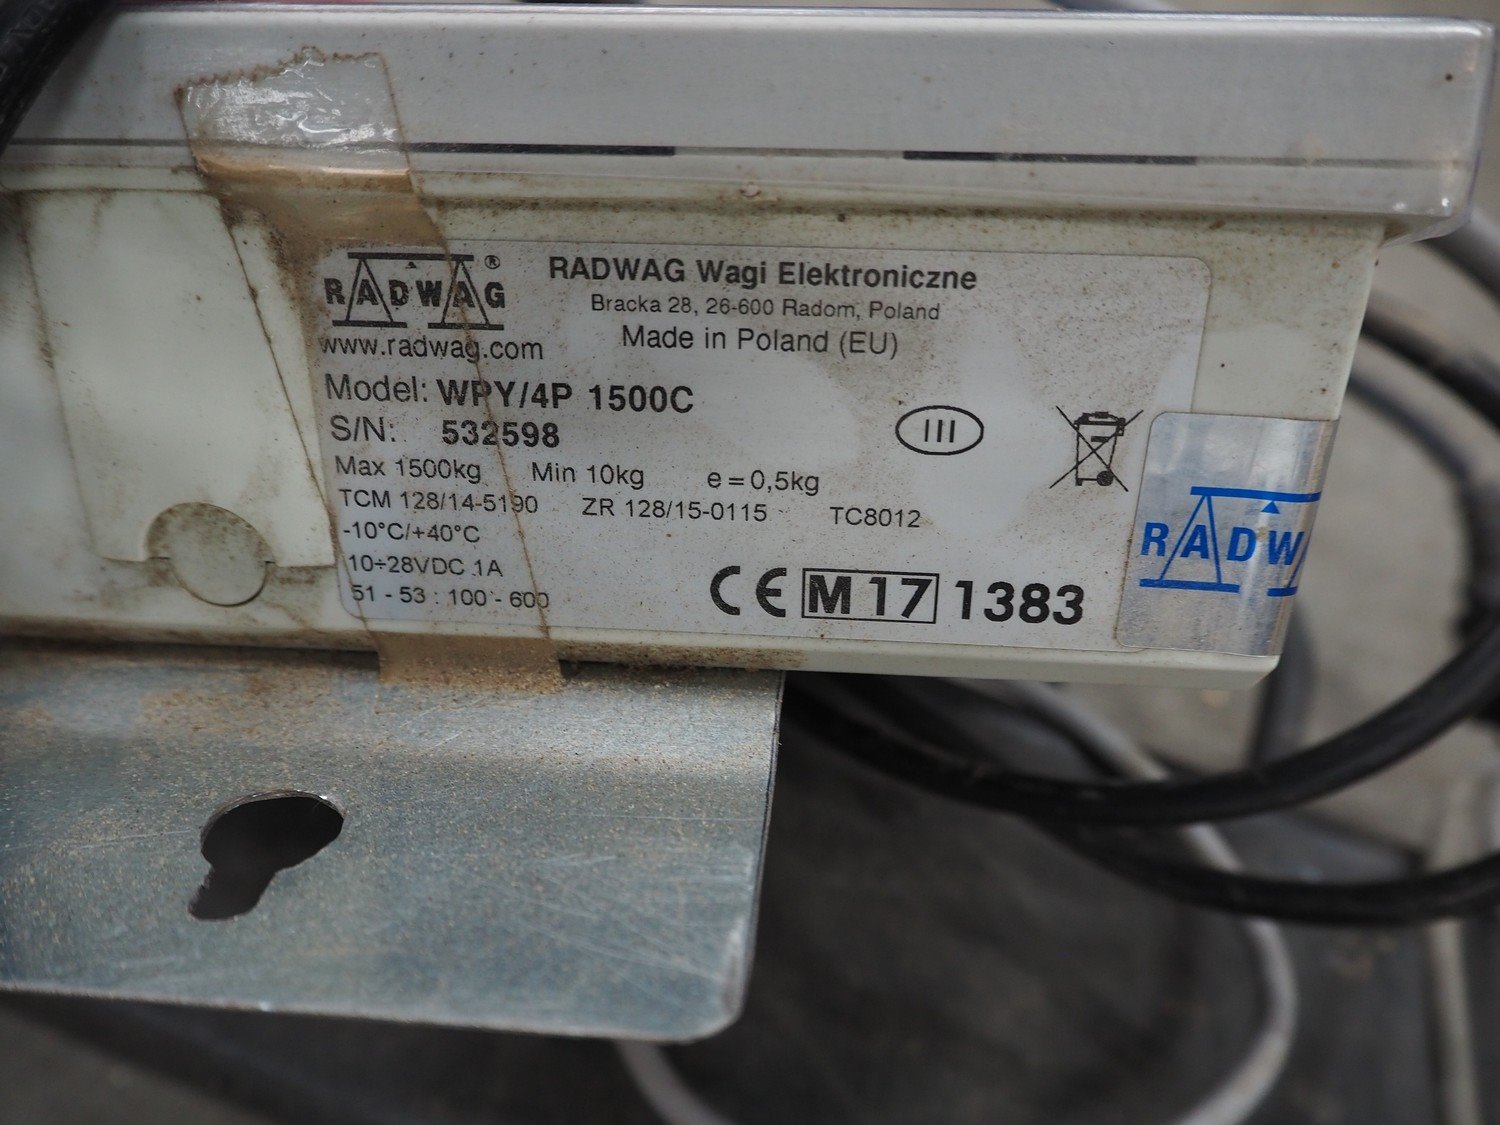 RADWAG®
www.radwag.com
RADWAG Wagi Elektroniczne
Bracka 28, 26-600 Radom, Poland
Made in Poland (EU)
Model: WPY/4P 1500C
S/N: 532598
Max 1500kg Min 10kg e = 0,5kg
TCM 128/14-5190 ZR 128/15-0115 TC8012
-10°C/+40°C
10÷28VDC 1A
51 - 53 : 100 - 600
III
CE M 17 1383
RADW